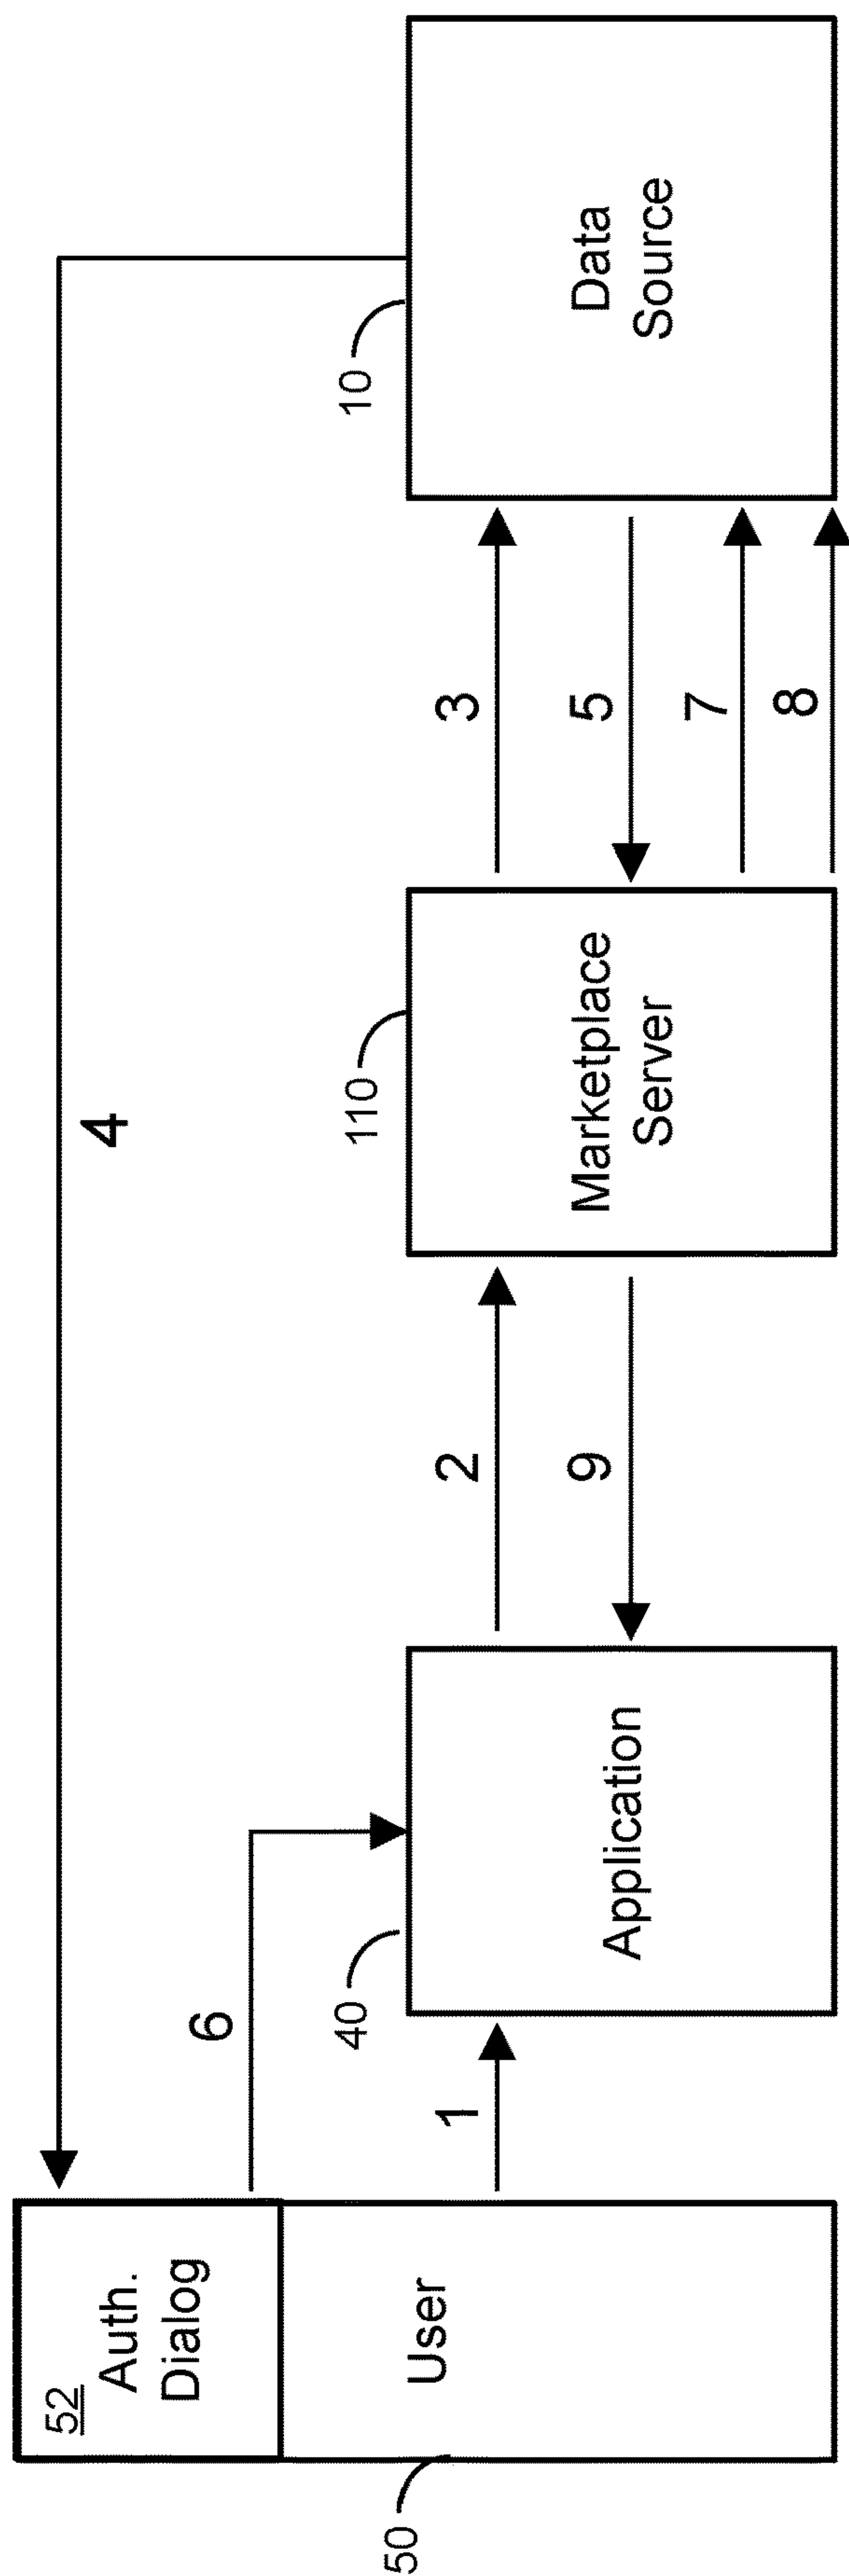 4
52
Auth.
Dialog
6
50
User
1
40
Application
2
9
110
Marketplace
Server
3
5
7
8
10
Data
Source